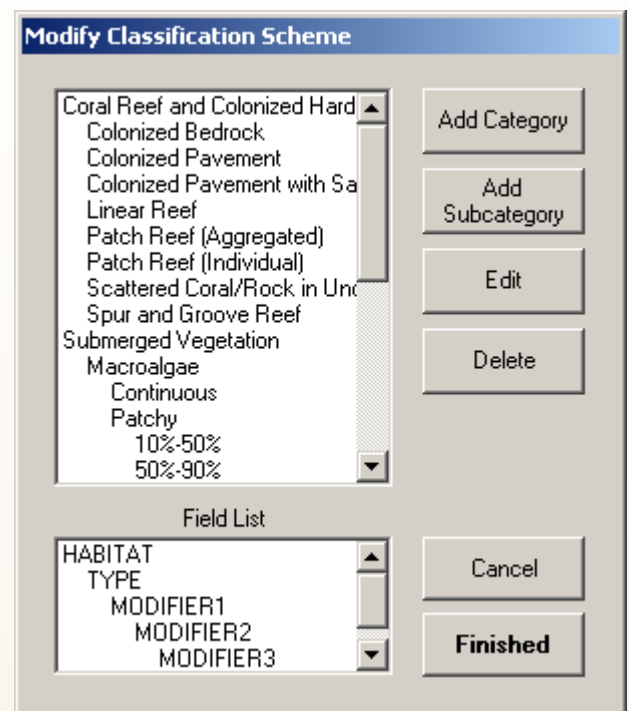 Modify Classification Scheme
Coral Reef and Colonized Hard
Colonized Bedrock
Colonized Pavement
Colonized Pavement with Sa
Linear Reef
Patch Reef (Aggregated)
Patch Reef (Individual)
Scattered Coral/Rock in Unc
Spur and Groove Reef
Submerged Vegetation
Macroalgae
Continuous
Patchy
10%-50%
50%-90%
Add Category
Add
Subcategory
Edit
Delete
Field List
HABITAT
TYPE
MODIFIER1
MODIFIER2
MODIFIER3
Cancel
Finished